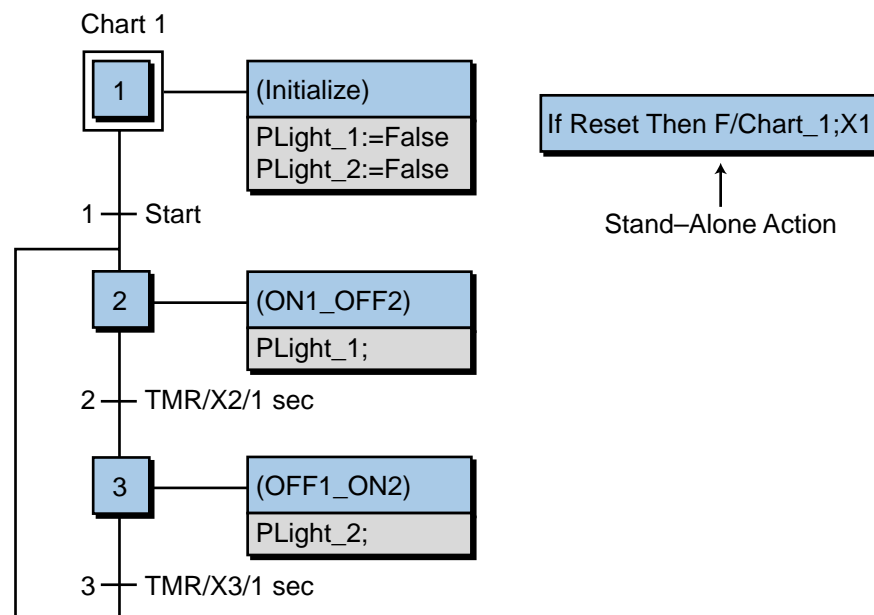 Chart 1
1
(Initialize)
PLight_1:=False
PLight_2:=False
If Reset Then F/Chart_1;X1
Stand–Alone Action
1 Start
2
(ON1_OFF2)
PLight_1;
2 TMR/X2/1 sec
3
(OFF1_ON2)
PLight_2;
3 TMR/X3/1 sec